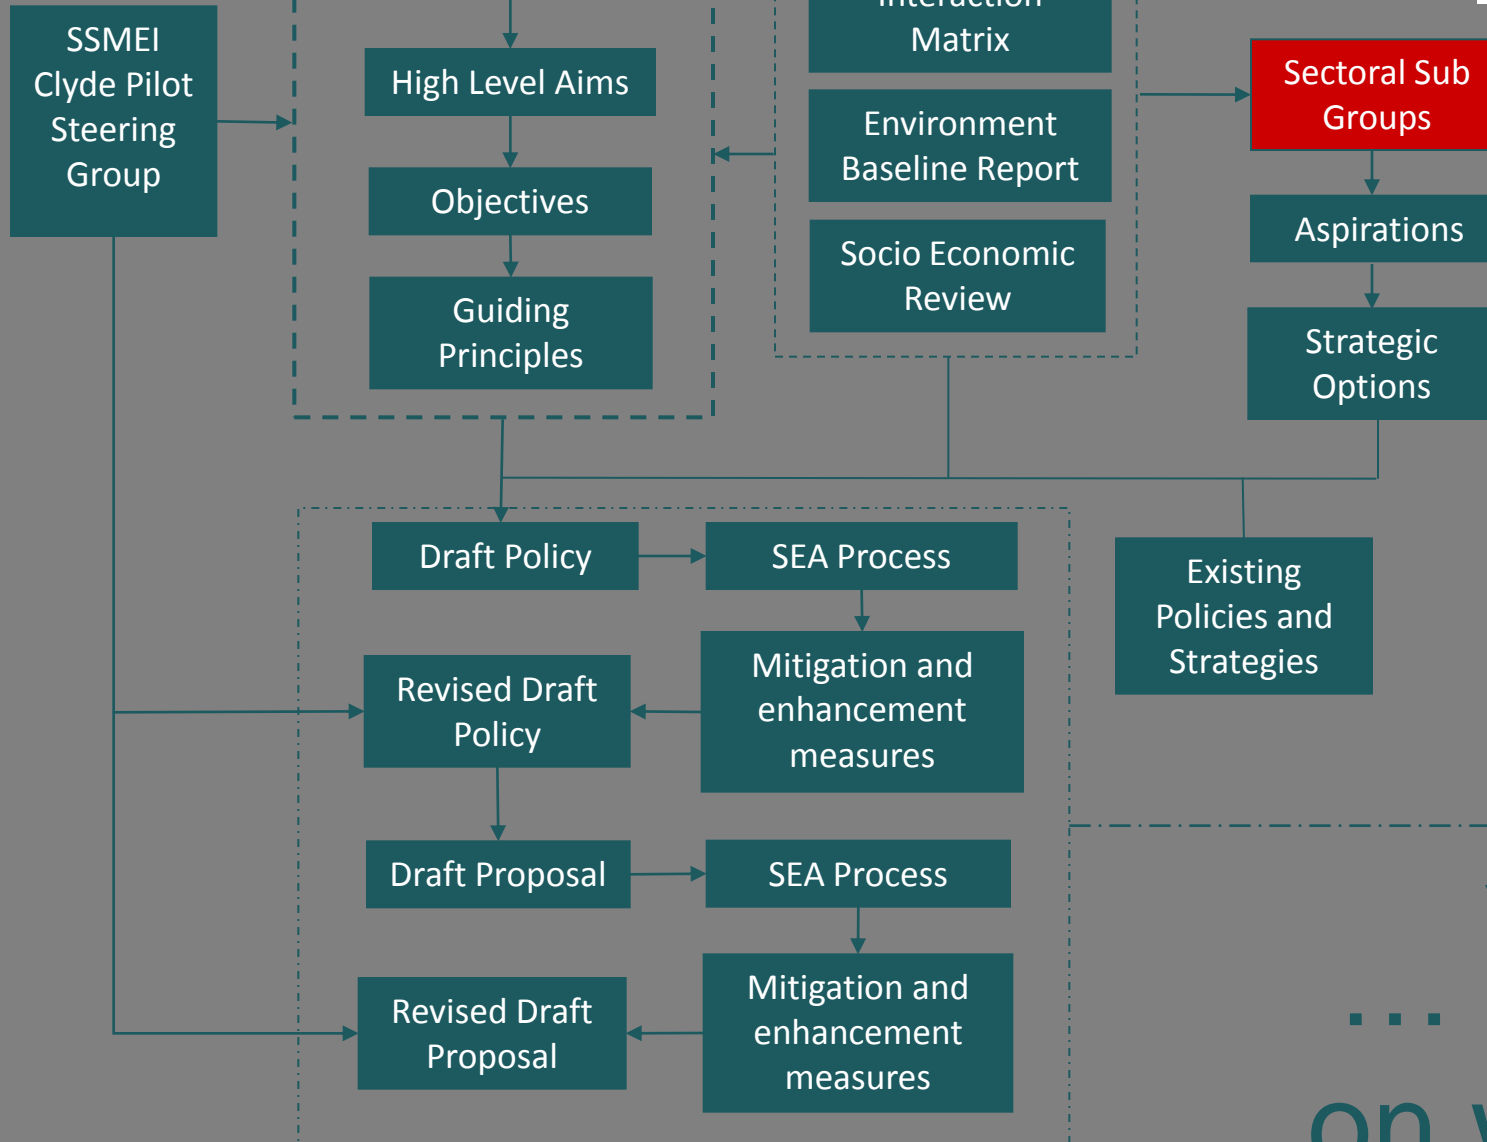 SSMEI
Clyde Pilot
Steering
Group
High Level Aims
Objectives
Guiding
Principles
Interaction
Matrix
Environment
Baseline Report
Socio Economic
Review
Sectoral Sub
Groups
Aspirations
Strategic
Options
Draft Policy
SEA Process
Existing
Policies and
Strategies
Mitigation and
enhancement
measures
Revised Draft
Policy
Draft Proposal
SEA Process
Mitigation and
enhancement
measures
Revised Draft
Proposal
...
on